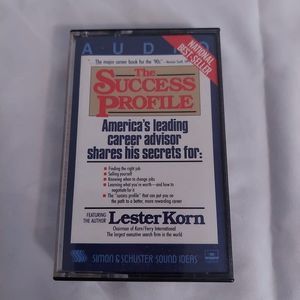 AUDIO
NATIONAL
BEST-SELLER
"... The major career book for the '90s"
The
SUCCESS
PROFILE
America's leading
career advisor
shares his secrets for:
• Finding the right job
• Selling yourself
• Knowing when to change jobs
• Learning what you're worth—and how to
negotiate for it
• The "success profile" that can put you on
the path to a better, more rewarding career
FEATURING
THE AUTHOR
Lester Korn
Chairman of Korn/Ferry International
The largest executive search firm in the world
SIMON & SCHUSTER SOUND IDEAS